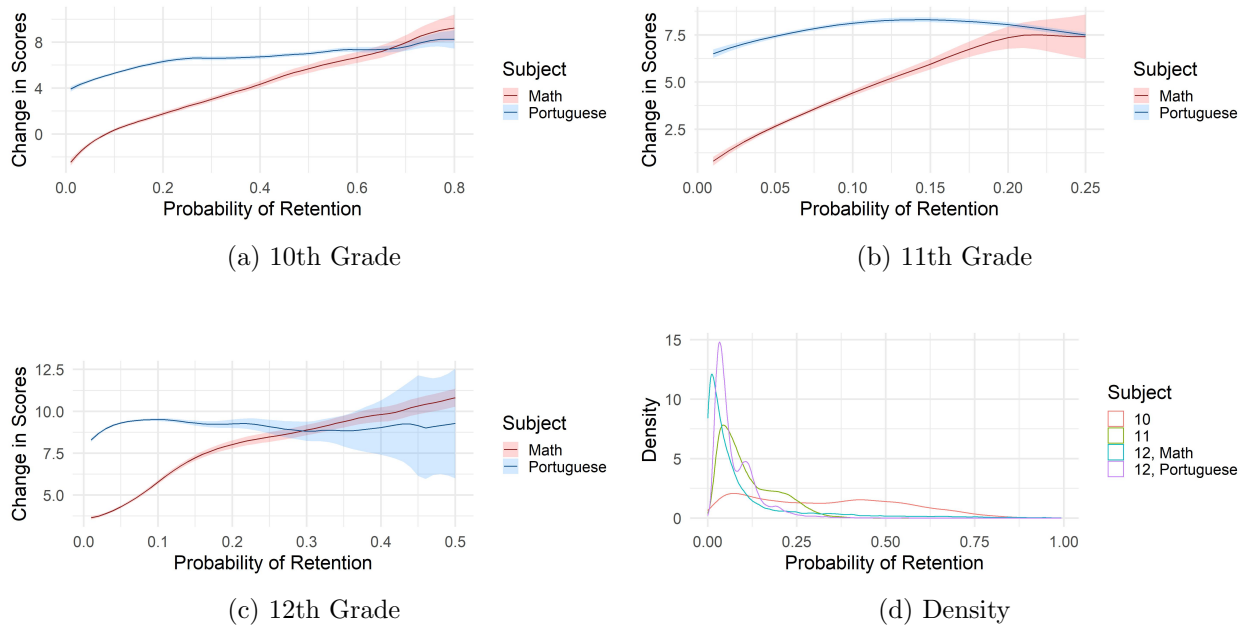 Change in Scores
8
4
0
0.0 0.2 0.4 0.6 0.8
Probability of Retention
Subject
Math
Portuguese
(a) 10th Grade
Change in Scores
7.5
5.0
2.5
0.00 0.05 0.10 0.15 0.20 0.25
Probability of Retention
Subject
Math
Portuguese
(b) 11th Grade
Change in Scores
12.5
10.0
7.5
5.0
0.0 0.1 0.2 0.3 0.4 0.5
Probability of Retention
Subject
Math
Portuguese
(c) 12th Grade
Density
15
10
5
0
0.00 0.25 0.50 0.75 1.00
Probability of Retention
Subject
10
11
12, Math
12, Portuguese
(d) Density